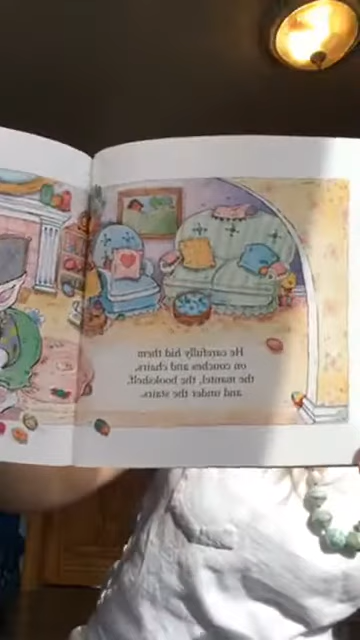 He carefully hid them
on couches and chairs,
the mantel, the bookshelf,
and under the stairs.